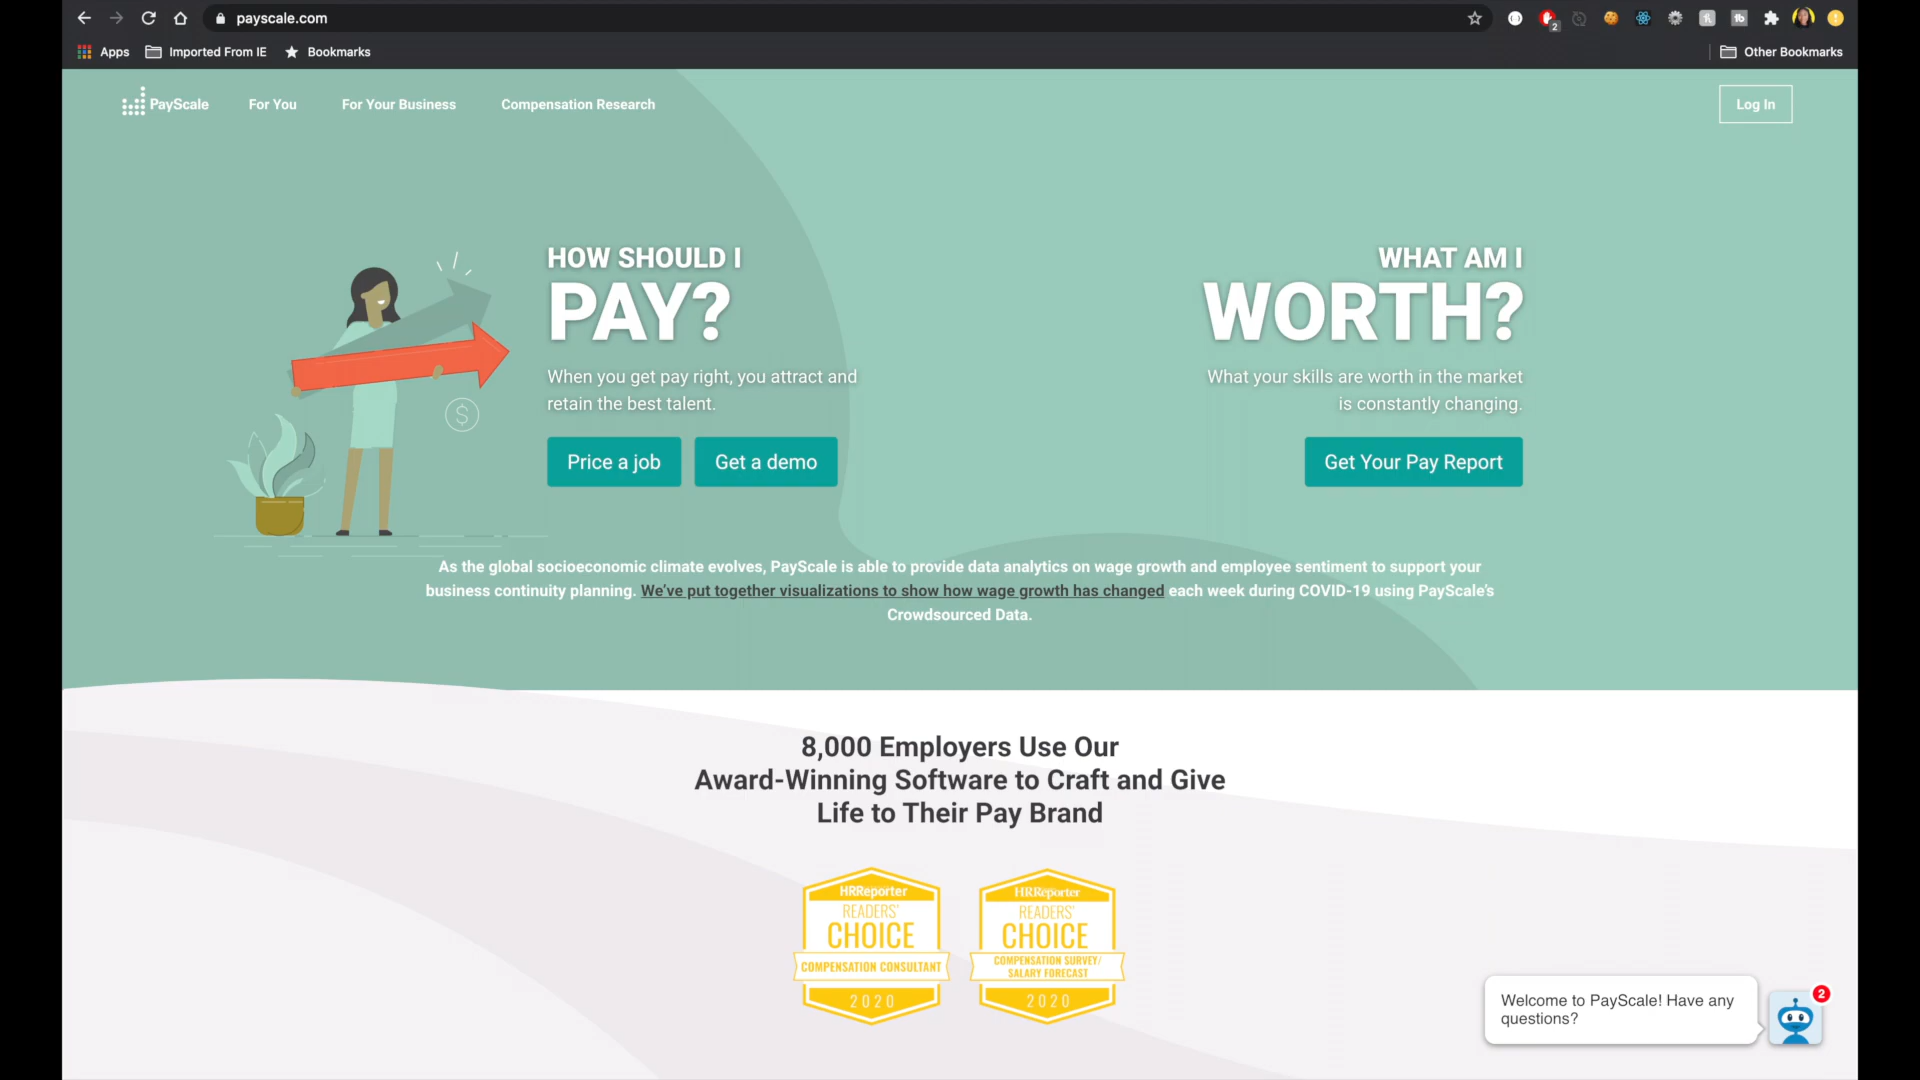 payscale.com
2
Apps
Imported From IE
Bookmarks
Other Bookmarks
PayScale
For You
For Your Business
Compensation Research
Log In
HOW SHOULD I
PAY?
When you get pay right, you attract and
retain the best talent.
Price a job
Get a demo
WHAT AM I
WORTH?
What your skills are worth in the market
is constantly changing.
Get Your Pay Report
$
As the global socioeconomic climate evolves, PayScale is able to provide data analytics on wage growth and employee sentiment to support your
business continuity planning. We've put together visualizations to show how wage growth has changed each week during COVID-19 using PayScale's
Crowdsourced Data.
8,000 Employers Use Our
Award-Winning Software to Craft and Give
Life to Their Pay Brand
HRReporter
READERS'
CHOICE
COMPENSATION CONSULTANT
2020
HRReporter
READERS'
CHOICE
COMPENSATION SURVEY/
SALARY FORECAST
2020
Welcome to PayScale! Have any
questions?
2